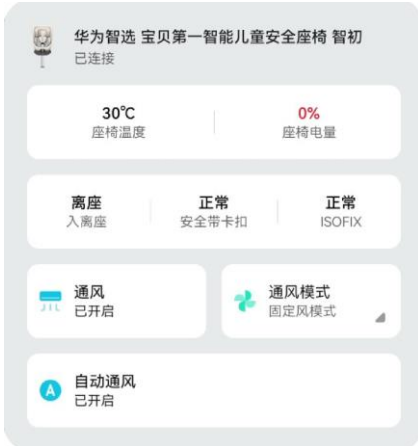 华为智选 宝贝第一智能儿童安全座椅 智初
已连接
30℃ 0%
座椅温度 座椅电量
离座 正常 正常
入离座 安全带卡扣 ISOFIX
通风 通风模式
已开启 固定风模式
A 自动通风
已开启